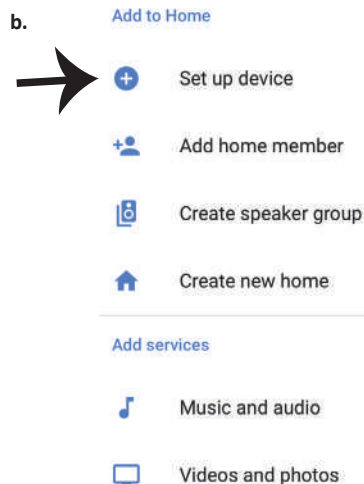 b.
Add to Home
Set up device
Add home member
Create speaker group
Create new home
Add services
Music and audio
Videos and photos